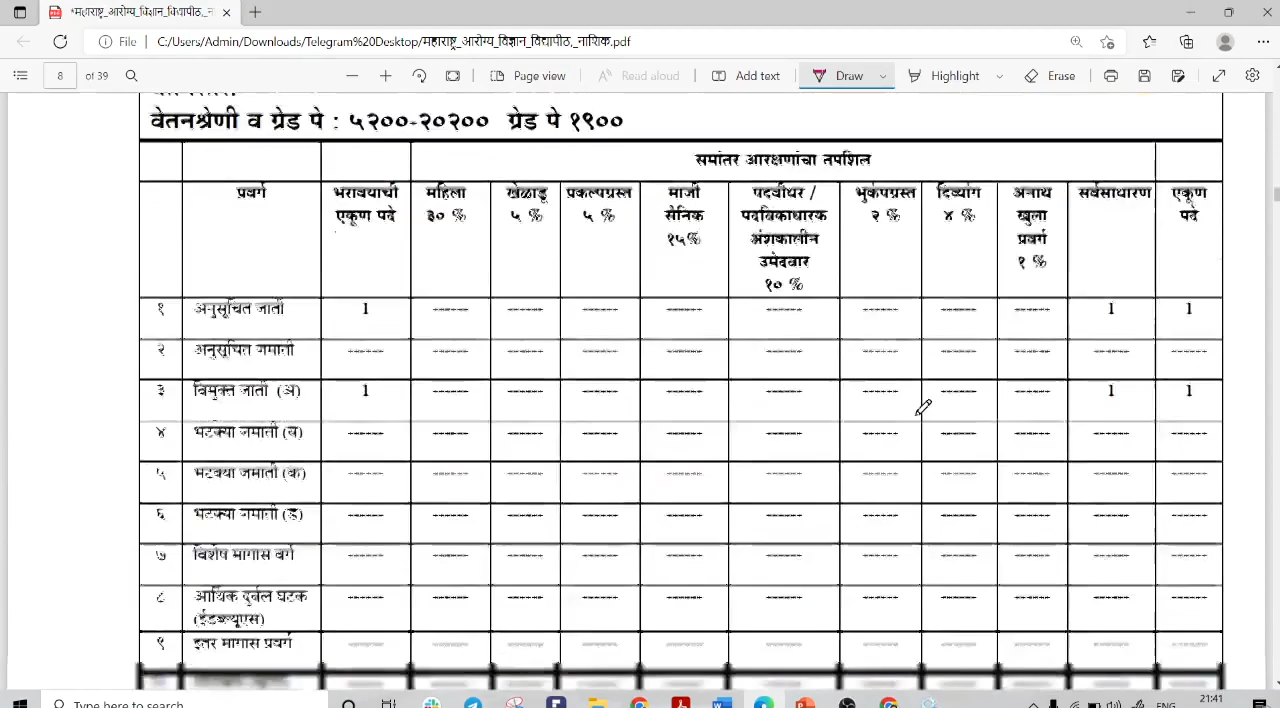 *महाराष्ट्र_आरोग्य_विज्ञान_विद्यापीठ_ना
File C:/Users/Admin/Downloads/Telegram%20Desktop/महाराष्ट्र_आरोग्य_विज्ञान_विद्यापीठ,_नाशिक.pdf
8 of 39 Page view Read aloud Add text Draw Highlight Erase
वेतनश्रेणी व ग्रेड पे : ५२००-२०२०० ग्रेड पे १९००
समांतर आरक्षणांचा तपशिल
प्रवर्ग भरावयाची एकूण पदे महिला ३० % खेळाडू ५ % प्रकल्पग्रस्त ५ % माजी सैनिक १५% पदवीधर / पदविकाधारक अंशकालीन उमेदवार १० % भुकंपग्रस्त २ % दिव्यांग ४ % अनाथ खुला प्रवर्ग १ % सर्वसाधारण एकूण पदे
१ अनुसूचित जाती 1 ----- ----- ----- ----- ----- ----- ----- ----- 1 1
२ अनुसूचित जमाती ----- ----- ----- ----- ----- ----- ----- ----- ----- ----- -----
३ विमुक्त जाती (अ) 1 ----- ----- ----- ----- ----- ----- ----- ----- 1 1
४ भटक्या जमाती (ब) ----- ----- ----- ----- ----- ----- ----- ----- ----- ----- -----
५ भटक्या जमाती (क) ----- ----- ----- ----- ----- ----- ----- ----- ----- ----- -----
६ भटक्या जमाती (ड) ----- ----- ----- ----- ----- ----- ----- ----- ----- ----- -----
७ विशेष मागास वर्ग ----- ----- ----- ----- ----- ----- ----- ----- ----- ----- -----
८ आर्थिक दुर्बल घटक (ईडब्ल्यूएस) ----- ----- ----- ----- ----- ----- ----- ----- ----- ----- -----
९ इतर मागास प्रवर्ग ----- ----- ----- ----- ----- ----- ----- ----- ----- ----- -----
Type here to search ENG 21:41